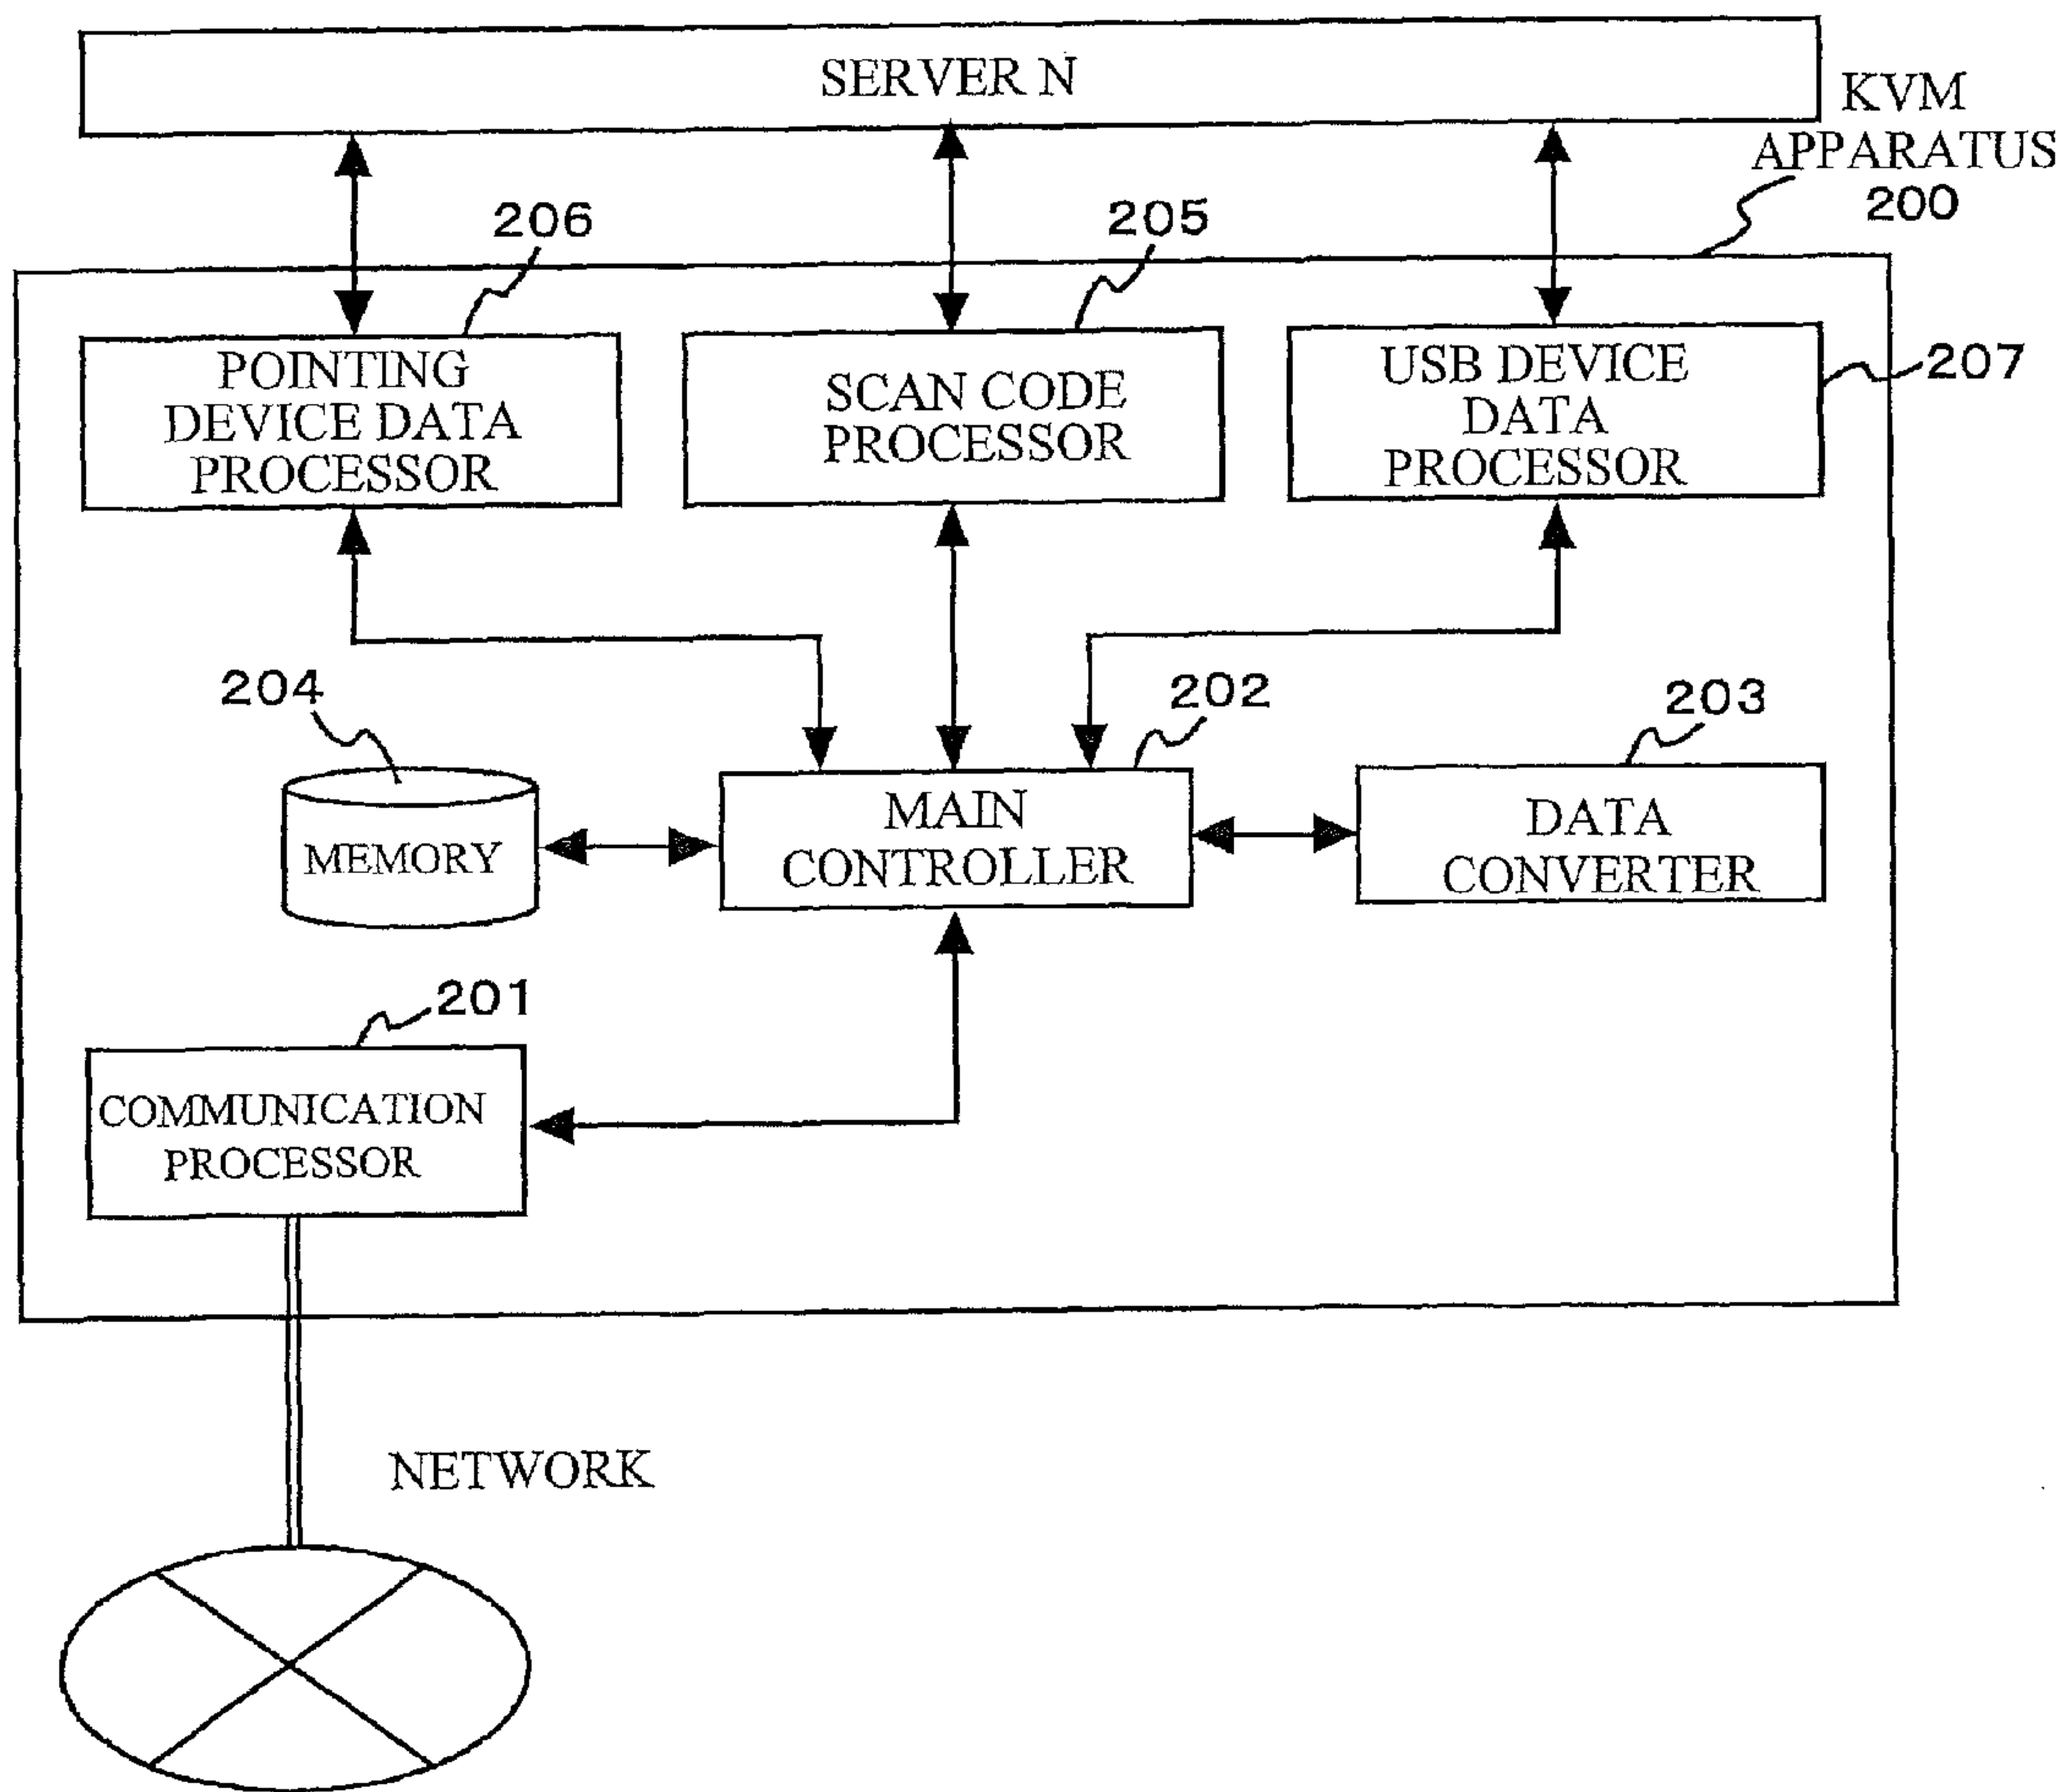 SERVER N
KVM
APPARATUS
200
206
205
POINTING
DEVICE DATA
PROCESSOR
SCAN CODE
PROCESSOR
USB DEVICE
DATA
PROCESSOR
207
204
202
203
MEMORY
MAIN
CONTROLLER
DATA
CONVERTER
201
COMMUNICATION
PROCESSOR
NETWORK